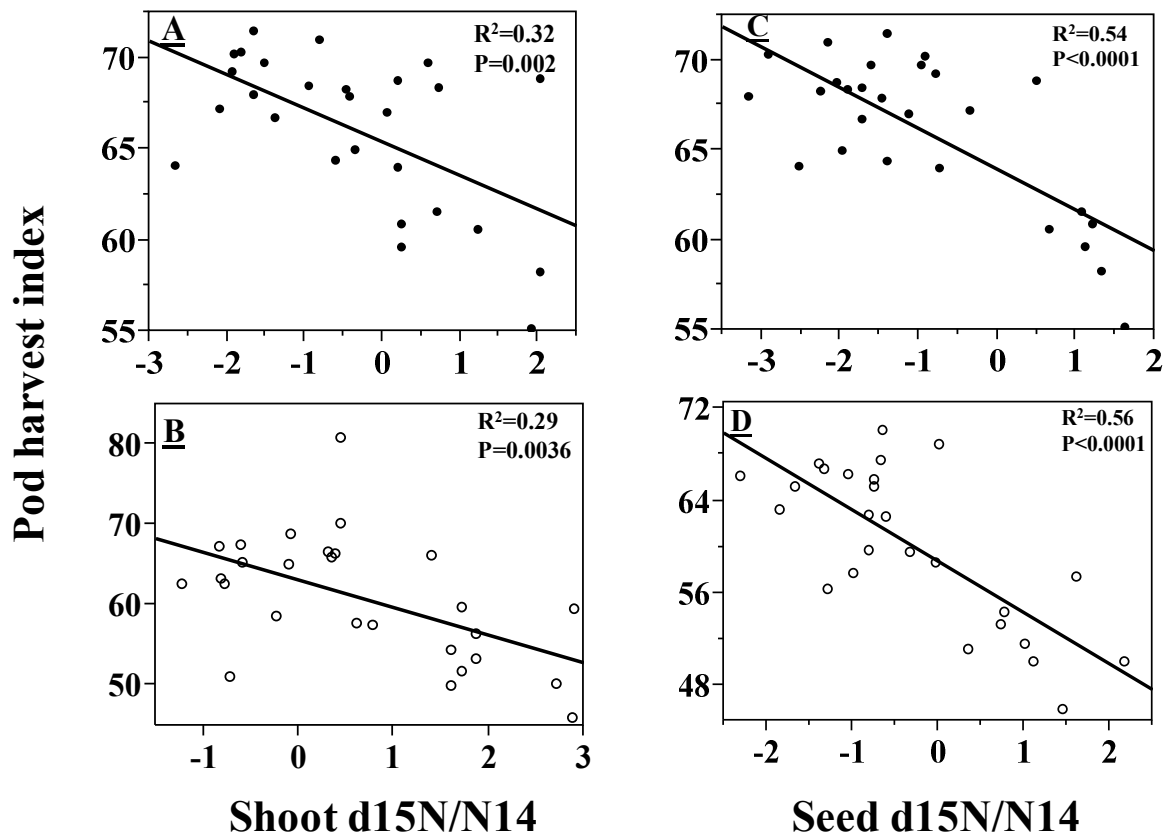 Pod harvest index
A
R²=0.32
P=0.002
70
65
60
55
-3 -2 -1 0 1 2
C
R²=0.54
P<0.0001
70
65
60
55
-3 -2 -1 0 1 2
B
R²=0.29
P=0.0036
80
70
60
50
-1 0 1 2 3
D
R²=0.56
P<0.0001
72
64
56
48
-2 -1 0 1 2
Shoot d15N/N14
Seed d15N/N14